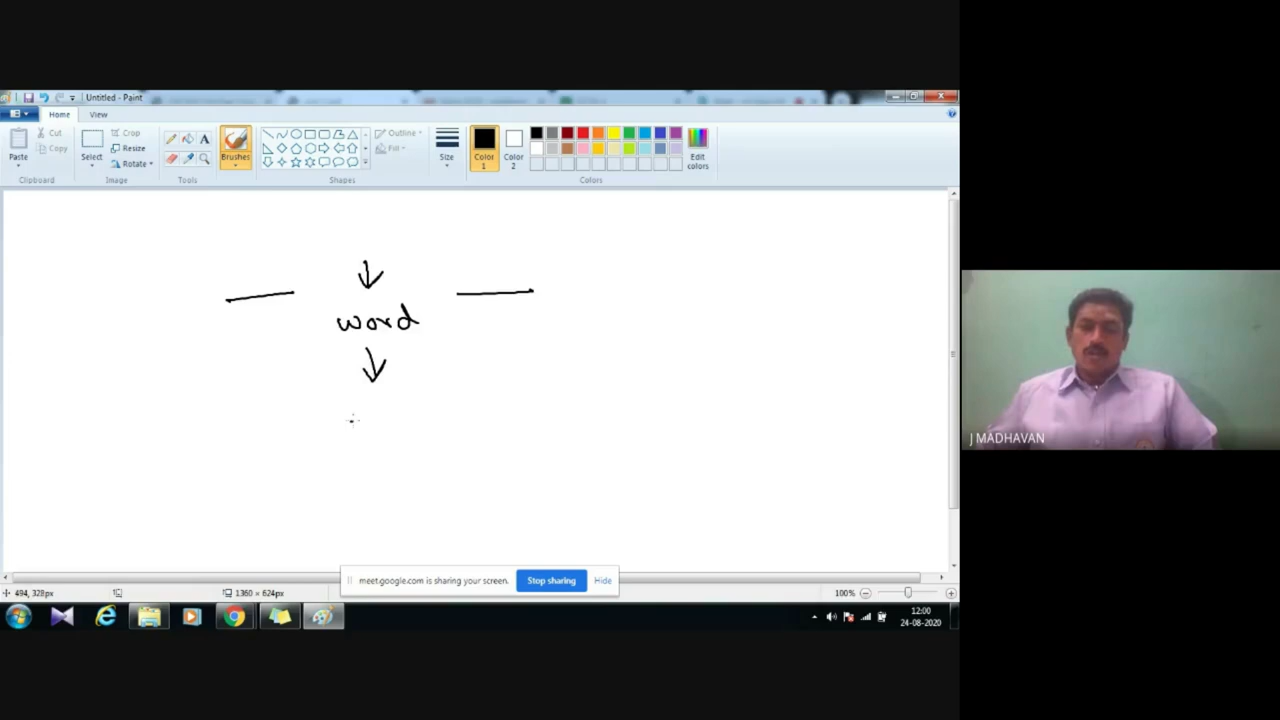 Untitled - Paint
Home View
Paste
Cut
Copy
Clipboard
Select
Crop
Resize
Rotate
Image
Tools
Brushes
Outline
Fill
Shapes
Size
Color 1
Color 2
Edit colors
Colors
word
J MADHAVAN
meet.google.com is sharing your screen. Stop sharing Hide
494, 328px 1360 × 624px 100%
12:00
24-08-2020